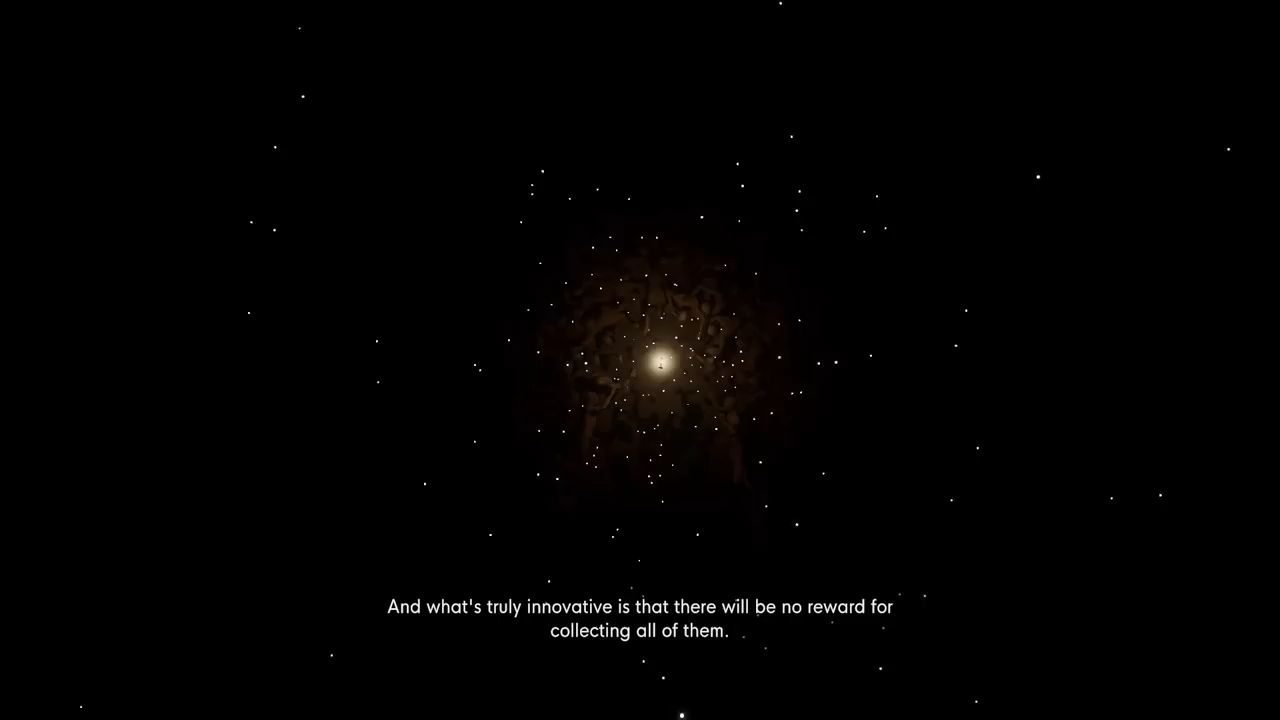 And what's truly innovative is that there will be no reward for
collecting all of them.